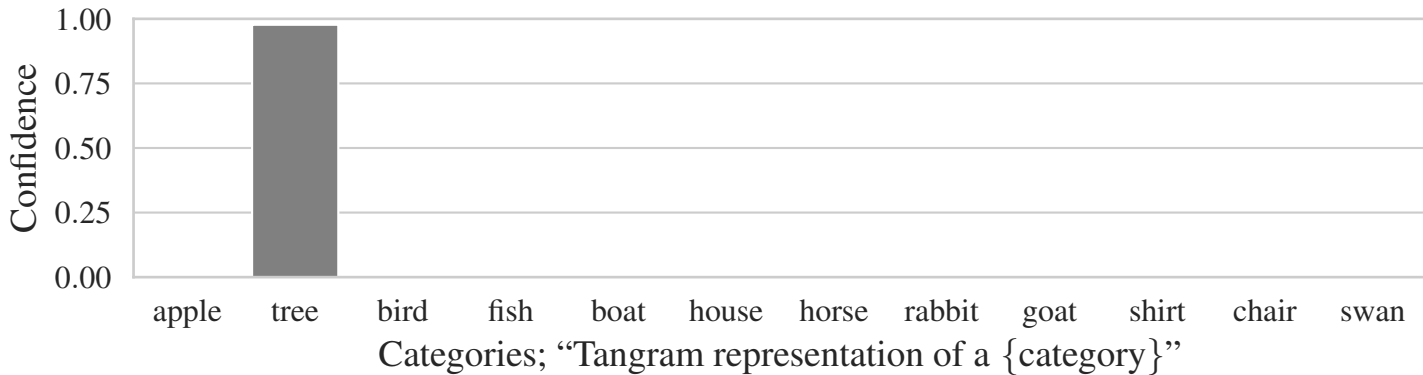 1.00
0.75
0.50
0.25
0.00
Confidence
apple tree bird fish boat house horse rabbit goat shirt chair swan
Categories; “Tangram representation of a {category}”